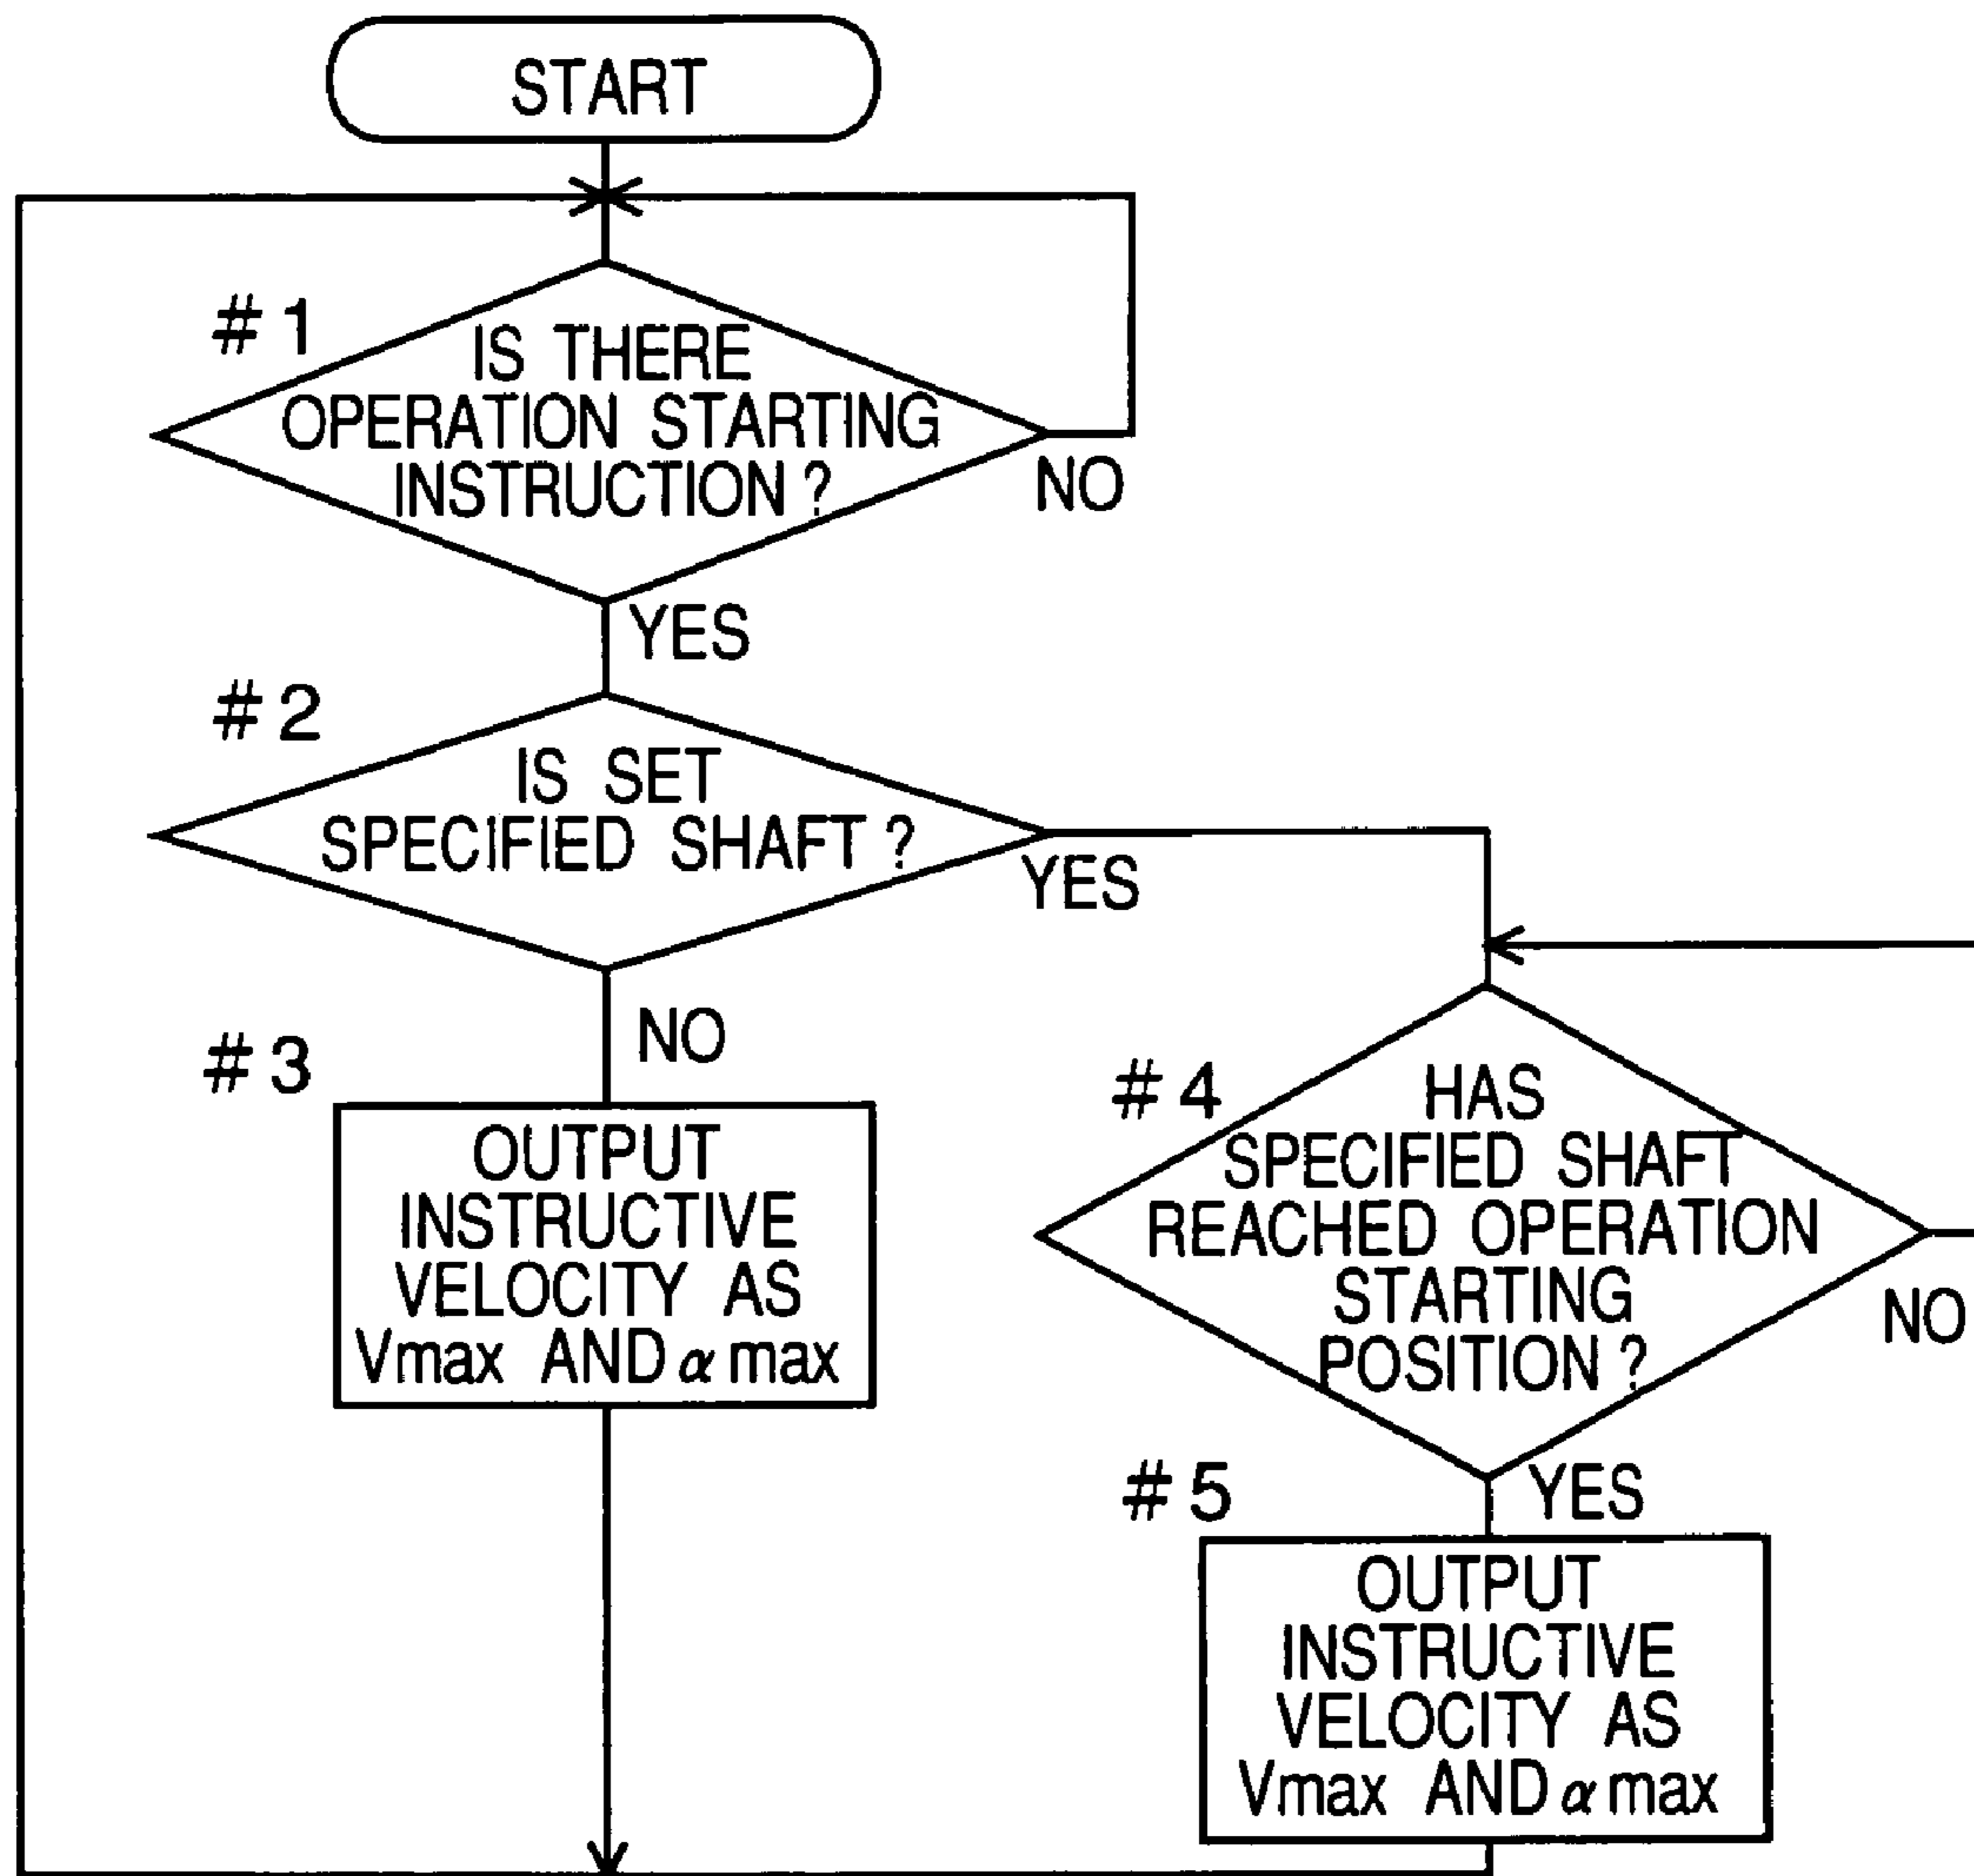 START
#1
IS THERE
OPERATION STARTING
INSTRUCTION?
NO
YES
#2
IS SET
SPECIFIED SHAFT?
YES
NO
#3
OUTPUT
INSTRUCTIVE
VELOCITY AS
Vmax AND α max
#4
HAS
SPECIFIED SHAFT
REACHED OPERATION
STARTING
POSITION?
NO
YES
#5
OUTPUT
INSTRUCTIVE
VELOCITY AS
Vmax AND α max